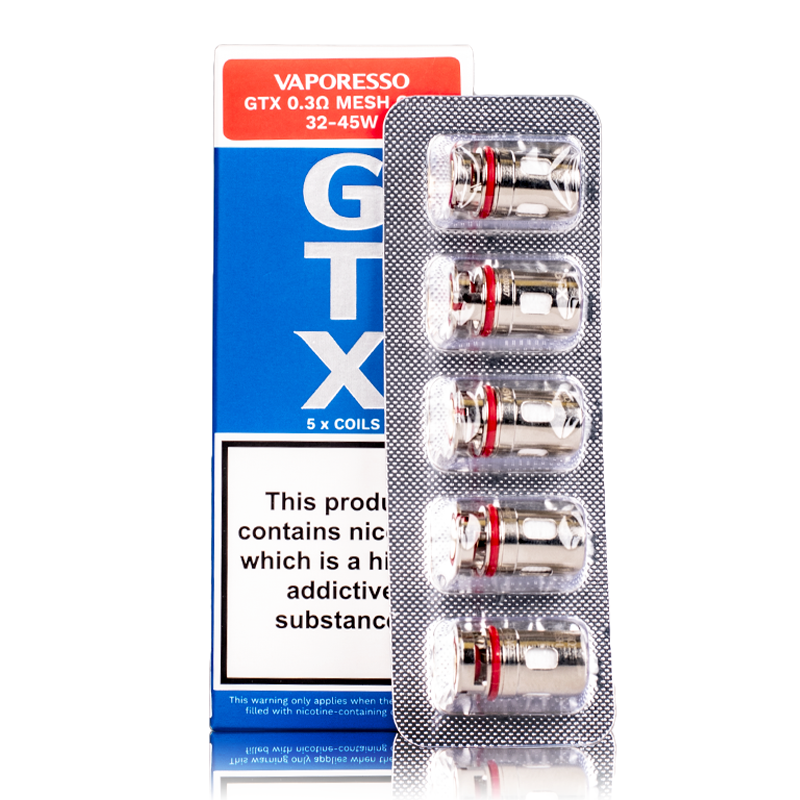 VAPORESSO
GTX 0.3Ω MESH
32-45W
G
T
X
5 x COILS
This produ
contains nic
which is a hi
addictive
substanc
This warning only applies when the
filled with nicotine-containing